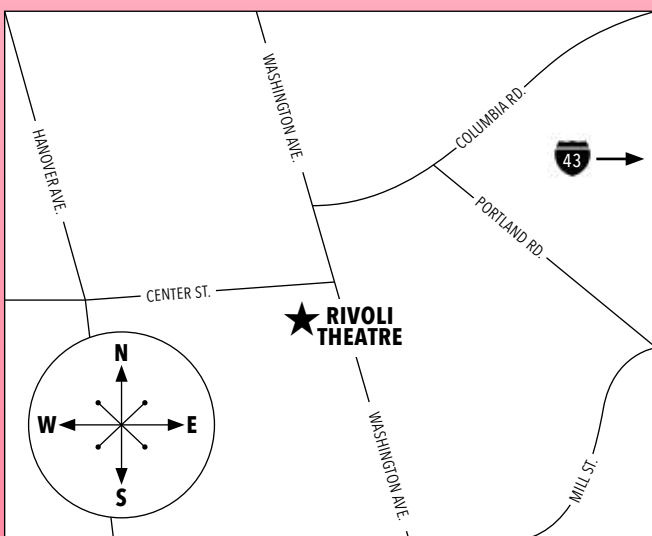 HANOVER AVE.
WASHINGTON AVE.
COLUMBIA RD.
43
PORTLAND RD.
CENTER ST.
RIVOLI
THEATRE
N
W
E
S
WASHINGTON AVE.
MILL ST.